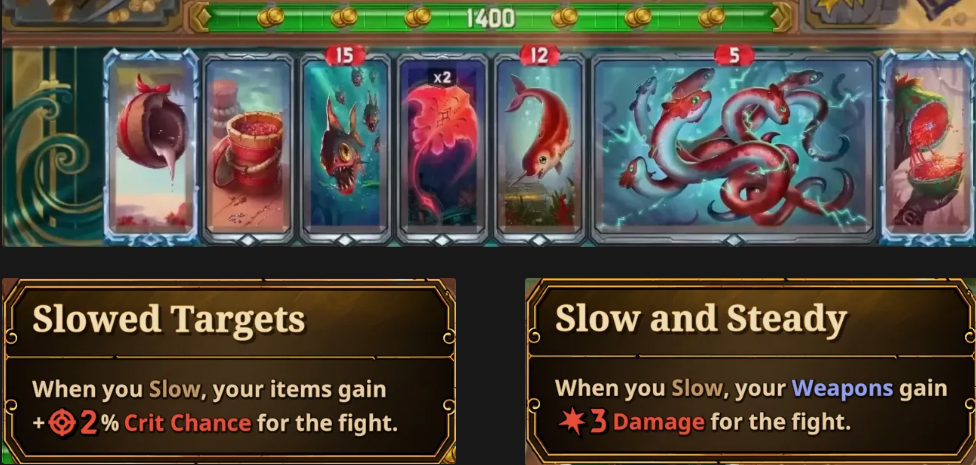 1400
15
x2
12
5
Slowed Targets
When you Slow, your items gain
+2% Crit Chance for the fight.
Slow and Steady
When you Slow, your Weapons gain
3 Damage for the fight.